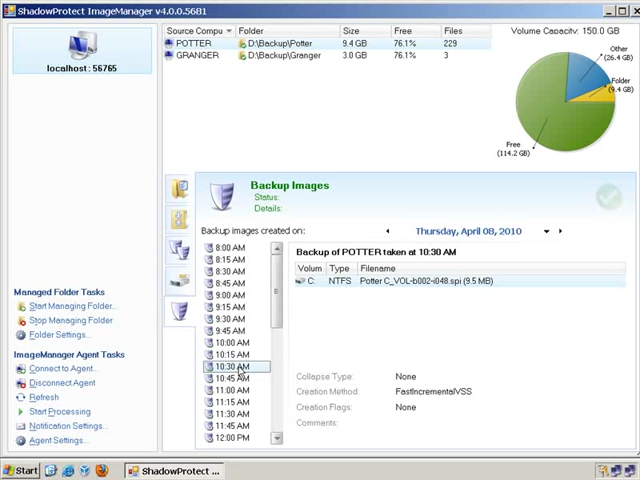 ShadowProtect ImageManager v4.0.0.5681
localhost : 56765
Managed Folder Tasks
Start Managing Folder...
Stop Managing Folder
Folder Settings...
ImageManager Agent Tasks
Connect to Agent...
Disconnect Agent
Refresh
Start Processing
Notification Settings...
Agent Settings...
Source Compu Folder Size Free Files
POTTER D:\Backup\Potter 9.4 GB 76.1% 229
GRANGER D:\Backup\Granger 3.0 GB 76.1% 3
Volume Capacity: 150.0 GB
Other
(26.4 GB)
Folder
(9.4 GB)
Free
(114.2 GB)
Backup Images
Status:
Details:
Backup images created on: Thursday, April 08, 2010
8:00 AM
8:15 AM
8:30 AM
8:45 AM
9:00 AM
9:15 AM
9:30 AM
9:45 AM
10:00 AM
10:15 AM
10:30 AM
10:45 AM
11:00 AM
11:15 AM
11:30 AM
11:45 AM
12:00 PM
Backup of POTTER taken at 10:30 AM
Volum Type Filename
C: NTFS Potter C_VOL-b002-i048.spi (9.5 MB)
Collapse Type: None
Creation Method: FastIncrementalVSS
Creation Flags: None
Comments:
Start ShadowProtect ...